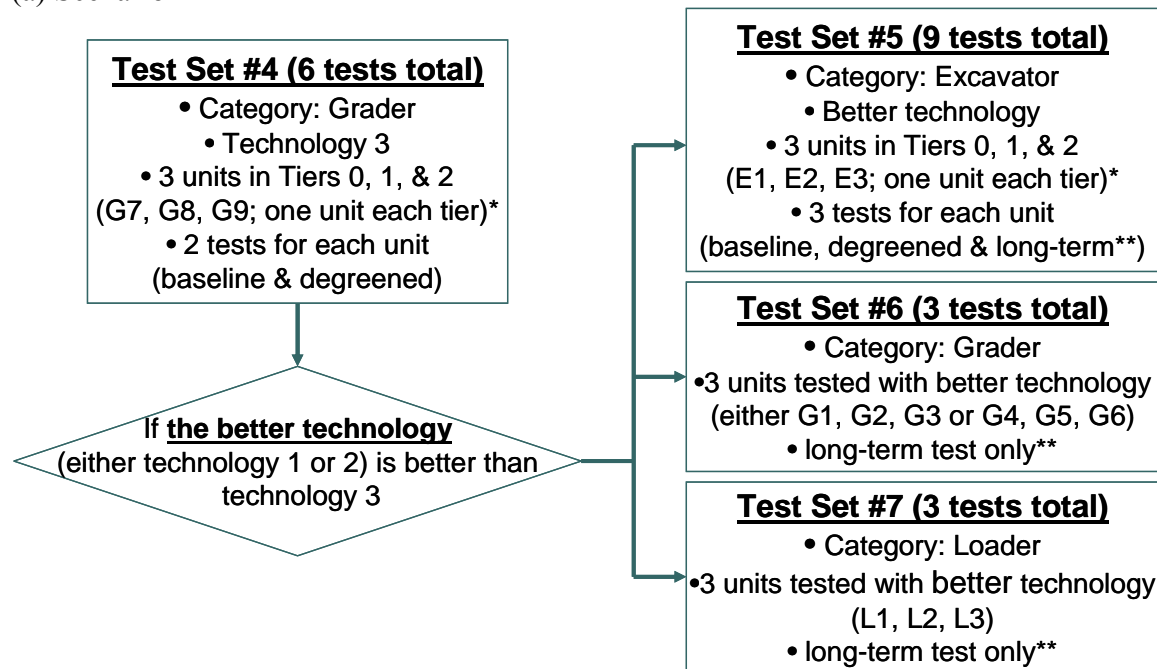 Test Set #4 (6 tests total)
• Category: Grader
• Technology 3
• 3 units in Tiers 0, 1, & 2
(G7, G8, G9; one unit each tier)*
• 2 tests for each unit
(baseline & degreened)
If the better technology
(either technology 1 or 2) is better than
technology 3
Test Set #5 (9 tests total)
• Category: Excavator
• Better technology
• 3 units in Tiers 0, 1, & 2
(E1, E2, E3; one unit each tier)*
• 3 tests for each unit
(baseline, degreened & long-term**)
Test Set #6 (3 tests total)
• Category: Grader
•3 units tested with better technology
(either G1, G2, G3 or G4, G5, G6)
• long-term test only**
Test Set #7 (3 tests total)
• Category: Loader
•3 units tested with better technology
(L1, L2, L3)
• long-term test only**